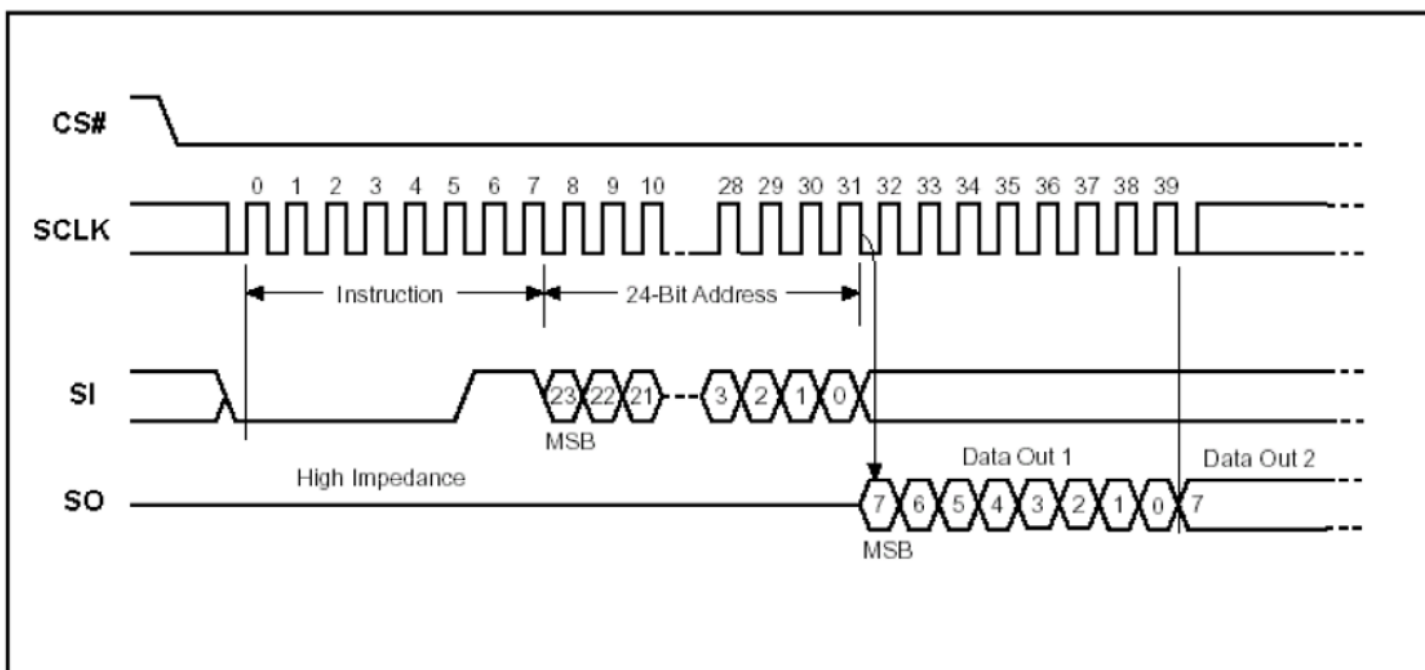 CS#
0 1 2 3 4 5 6 7 8 9 10 28 29 30 31 32 33 34 35 36 37 38 39
SCLK
Instruction 24-Bit Address
SI 23 22 21 3 2 1 0
MSB
High Impedance Data Out 1 Data Out 2
SO 7 6 5 4 3 2 1 0 7
MSB